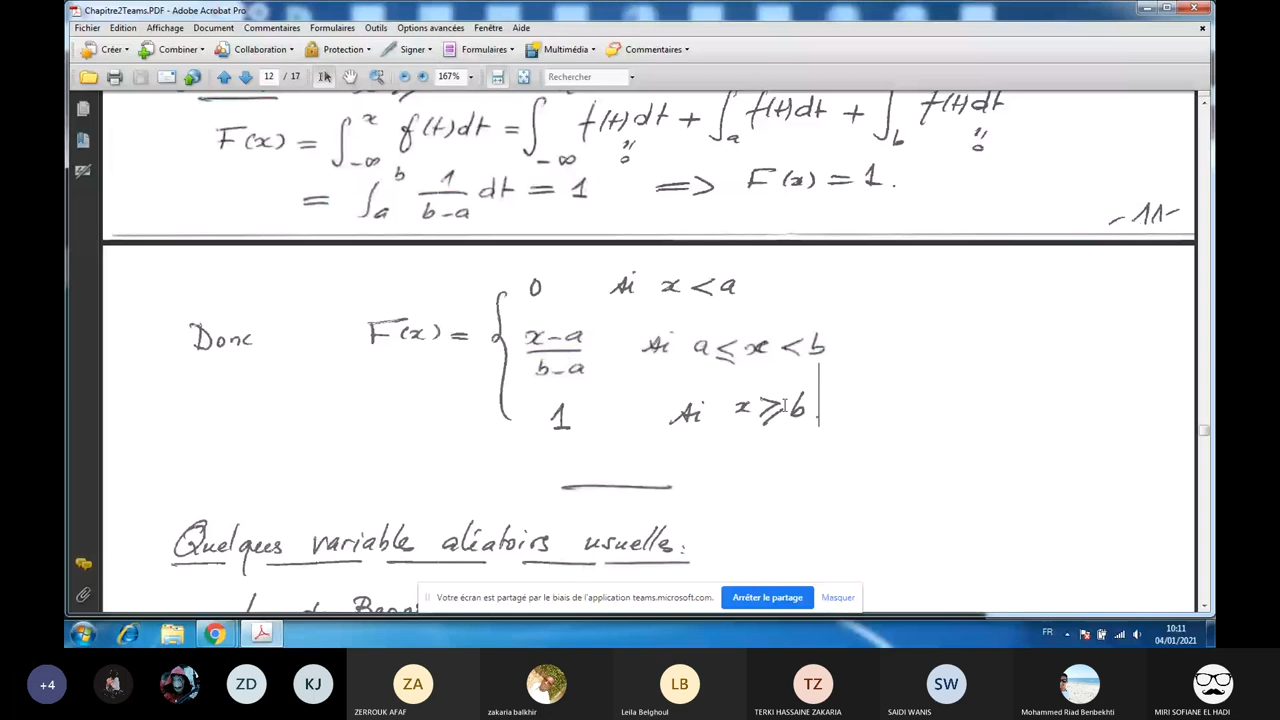 Chapitre2Teams.PDF - Adobe Acrobat Pro
Fichier Edition Affichage Document Commentaires Formulaires Outils Options avancées Fenêtre Aide
Créer Combiner Collaboration Protection Signer Formulaires Multimédia Commentaires
12 / 17 167% Rechercher
F(x) = ∫_{-∞}^{x} f(t)dt = ∫_{-∞} f(t)dt + ∫_{a} f(t)dt + ∫_{b} f(t)dt
" 0 " 0
= ∫_{a}^{b} 1/(b-a) dt = 1 ⟹ F(x) = 1.
-11-
0 si x < a
Donc F(x) = { (x-a)/(b-a) si a ≤ x < b
1 si x ≥ b.
Quelques variable aléatoirs usuelle:
Votre écran est partagé par le biais de l'application teams.microsoft.com. Arrêter le partage Masquer
FR 10:11
04/01/2021
+4 ZD KJ ZA LB TZ SW
ZERROUK AFAF zakaria balkhir Leila Belghoul TERKI HASSAINE ZAKARIA SAIDI WANIS Mohammed Riad Benbekhti MIRI SOFIANE EL HADI